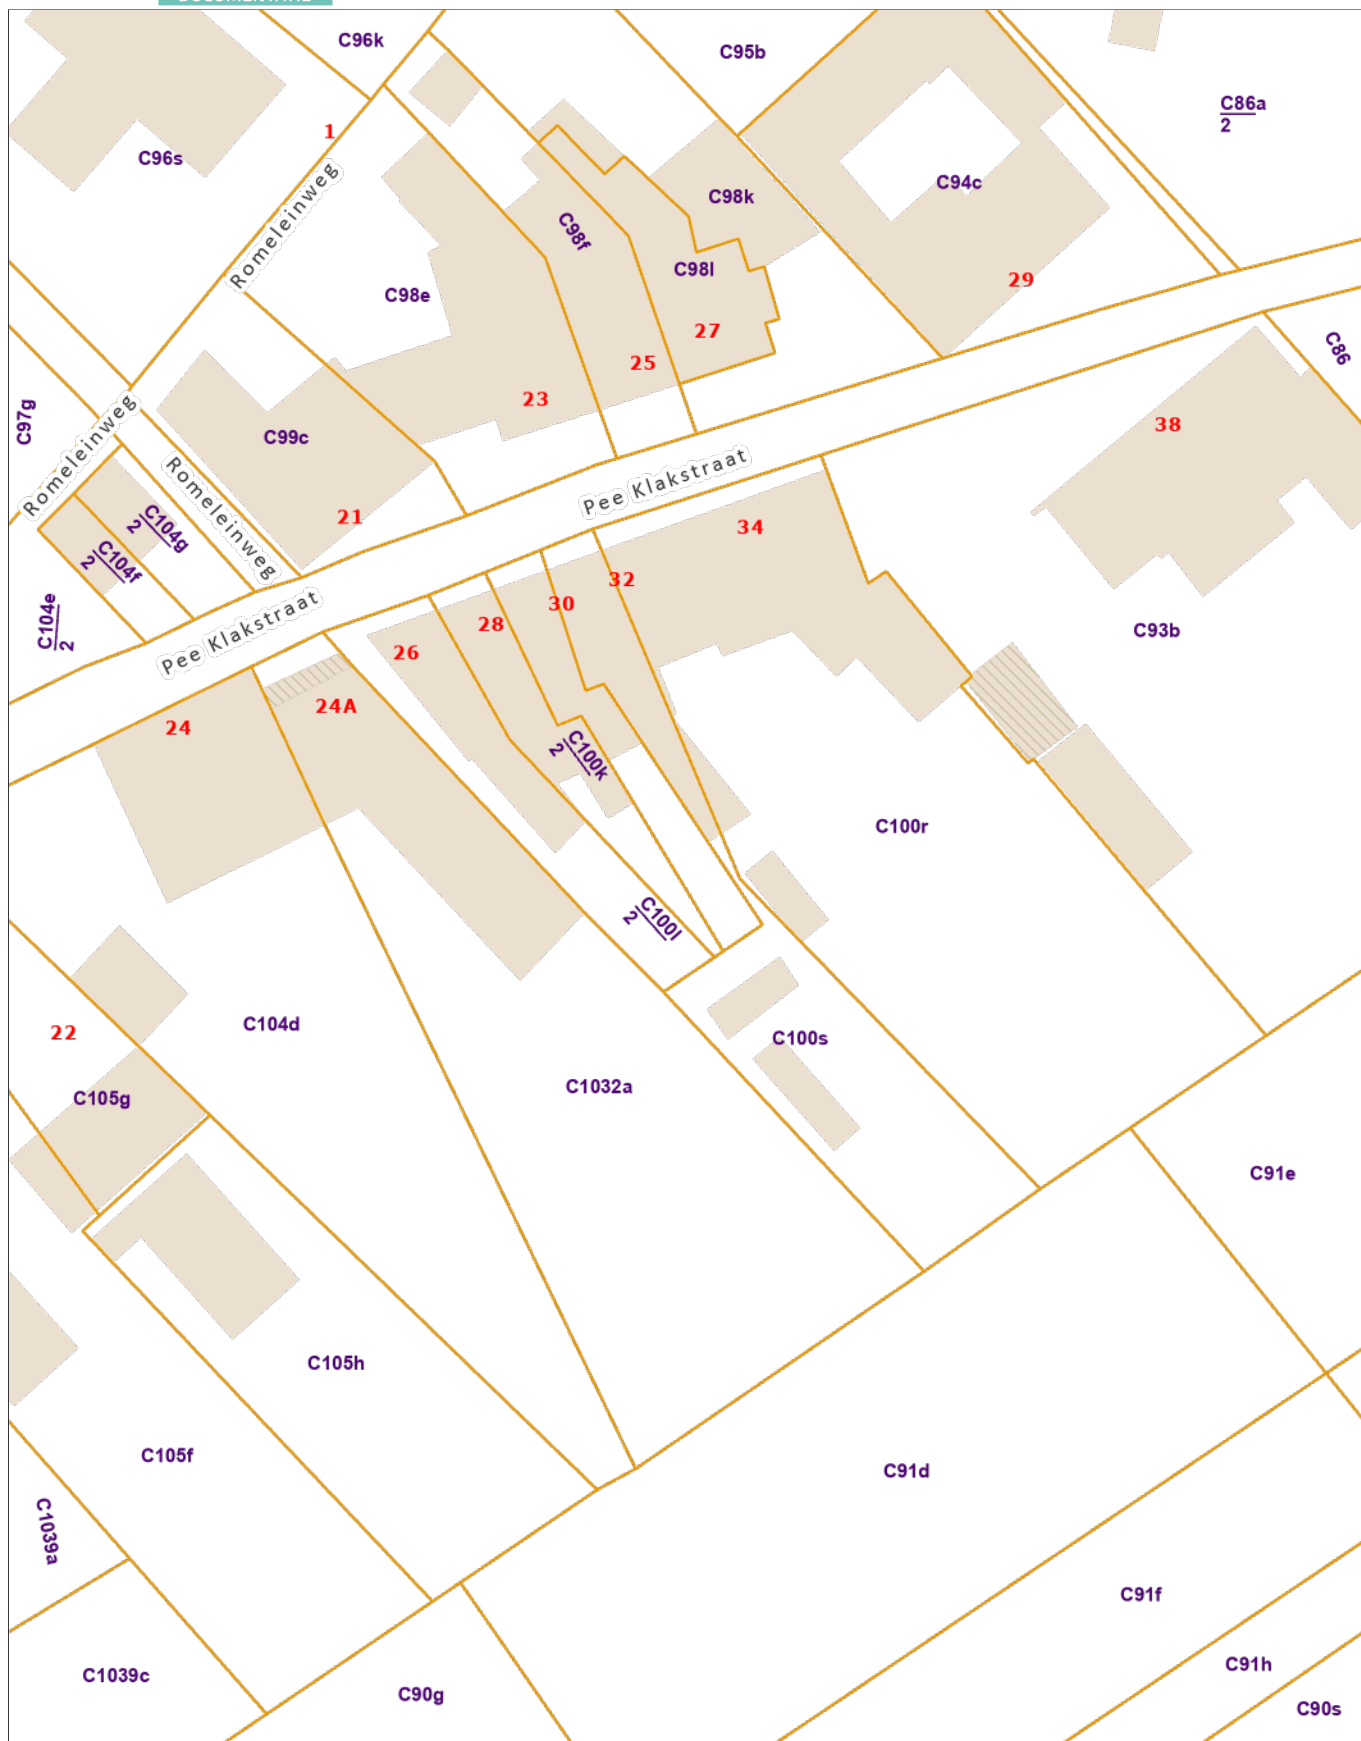 C96k
C95b
C86a
2
1
C96s
C94c
C98k
Romeleinweg
C98f
C98l
29
C98e
27
C86
25
23
38
C97g
Romeleinweg
C99c
Pee Klakstraat
Romeleinweg
21
C104g
2
34
C104f
2
32
30
C104e
2
Pee Klakstraat
28
26
C93b
24A
24
C100k
2
C100r
C100l
2
22
C104d
C100s
C105g
C1032a
C91e
C105h
C105f
C91d
C1039a
C91f
C1039c
C91h
C90g
C90s